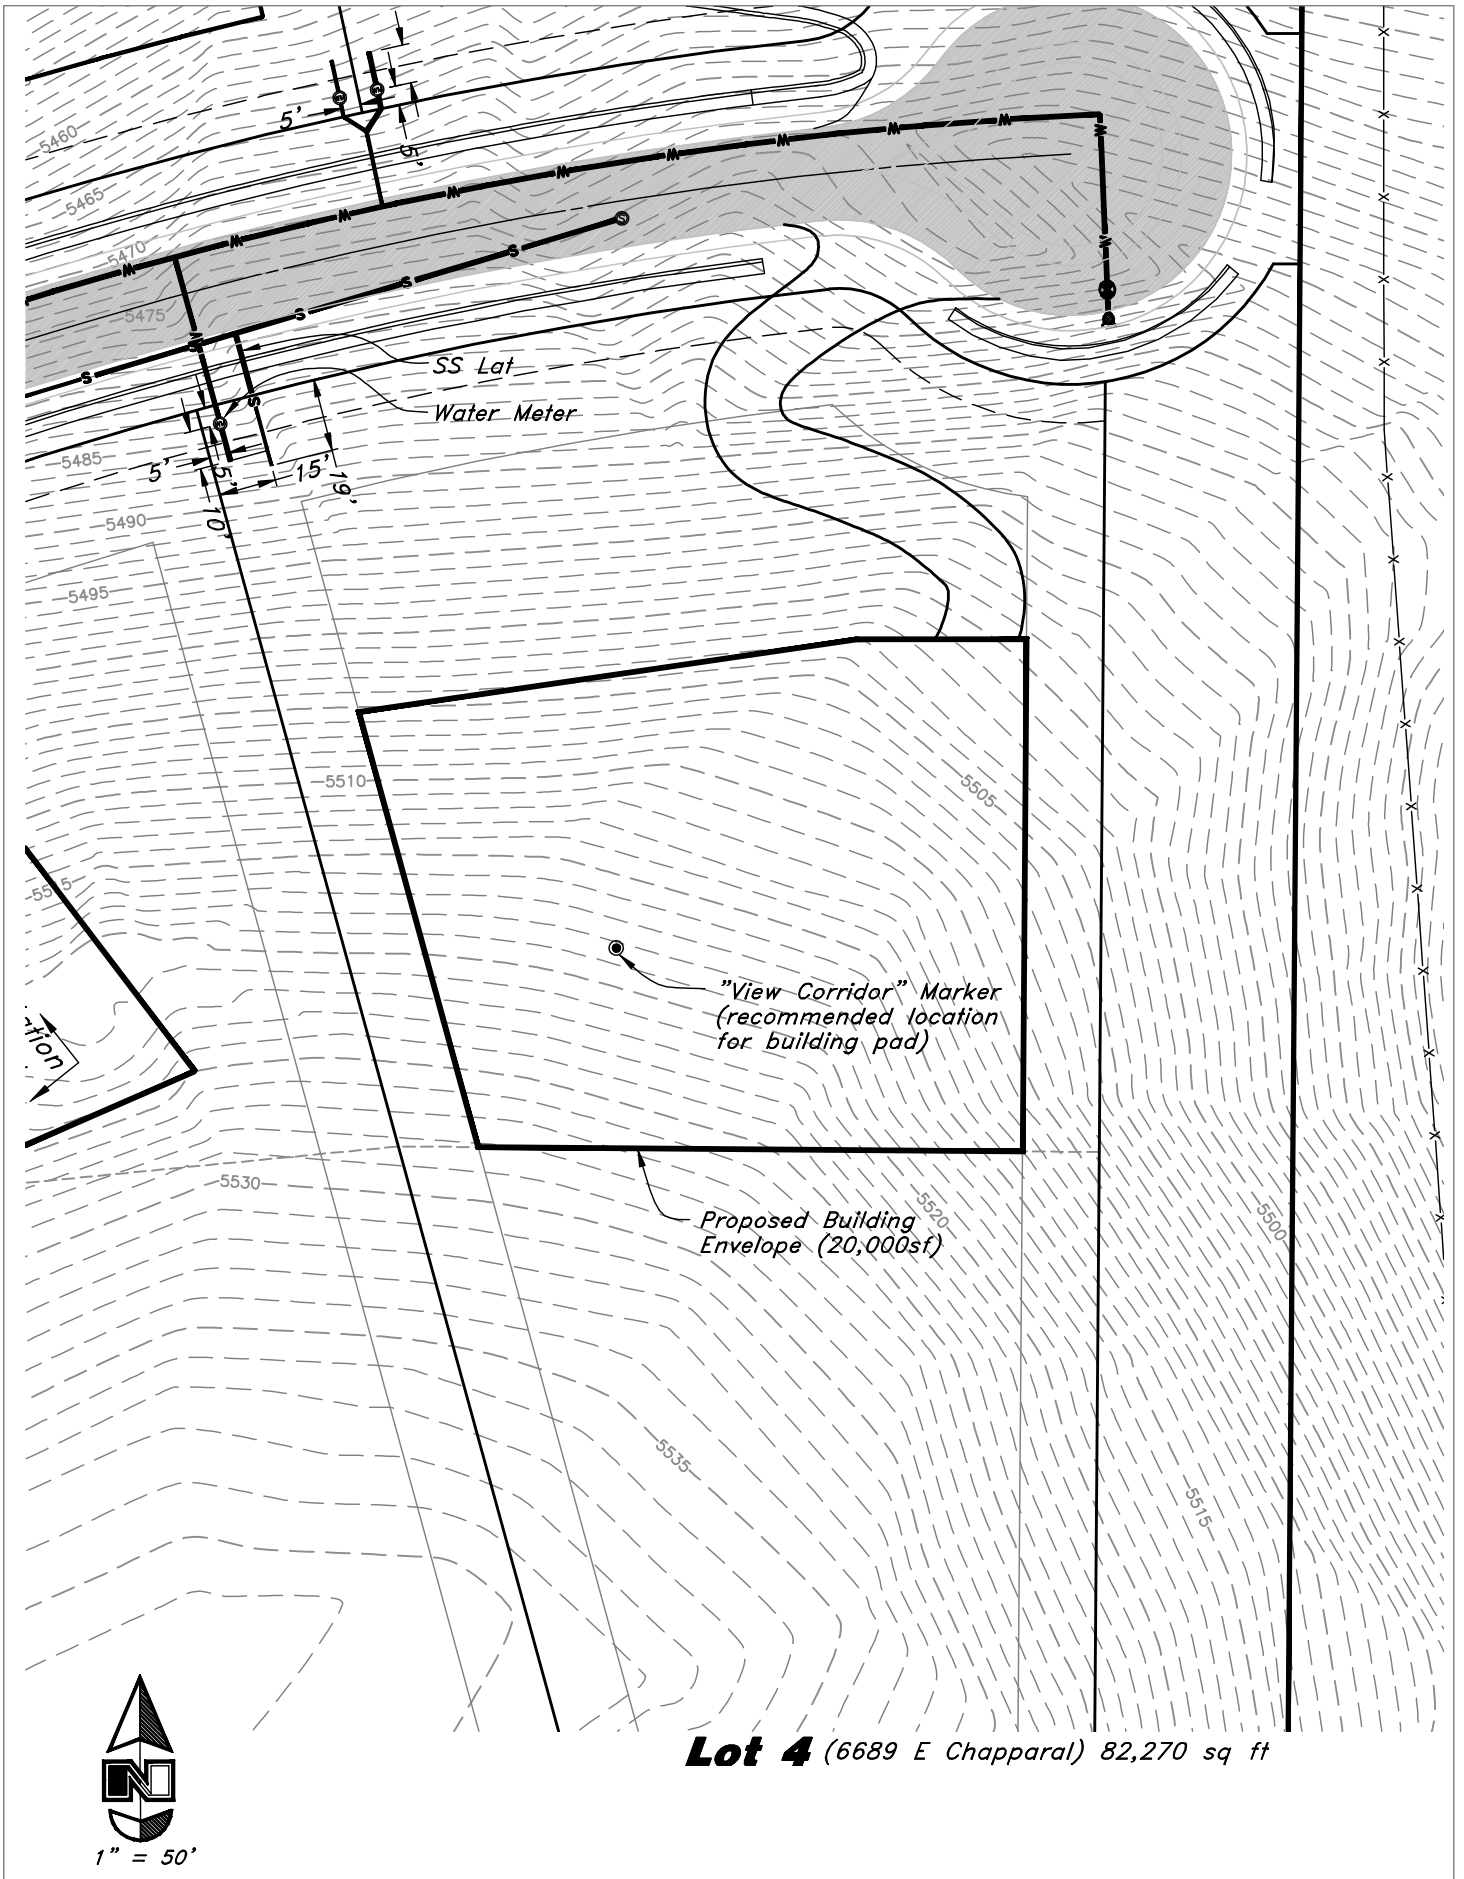 5'
5460
5'
5465
5470
5475
SS Lat
Water Meter
5485
5'
5'
15'
19'
10'
5490
5495
5510
5505
"View Corridor" Marker
(recommended location
for building pad)
5530
Proposed Building
Envelope (20,000sf)
5520
5500
5535
5515
Lot 4 (6689 E Chapparal) 82,270 sq ft
N
1" = 50'